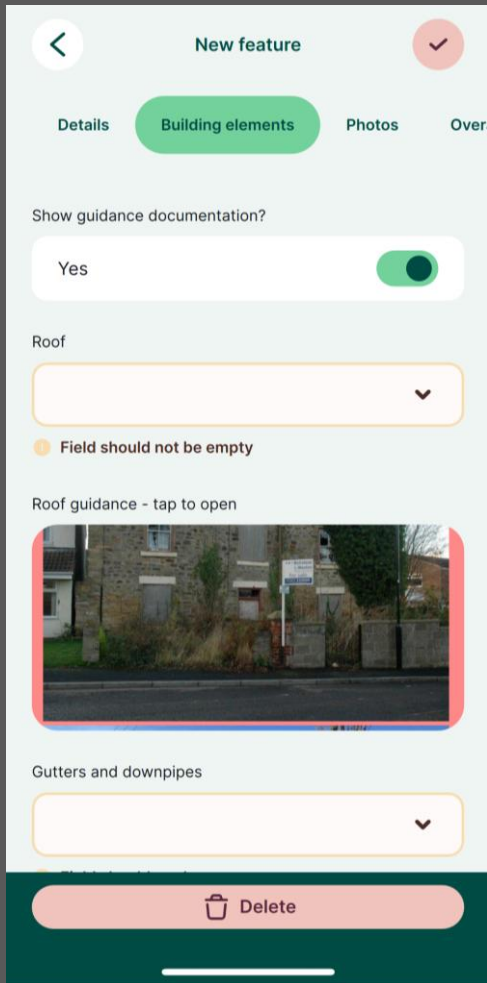 New feature
Details Building elements Photos Over
Show guidance documentation?
Yes
Roof
Field should not be empty
Roof guidance - tap to open
Gutters and downpipes
Delete